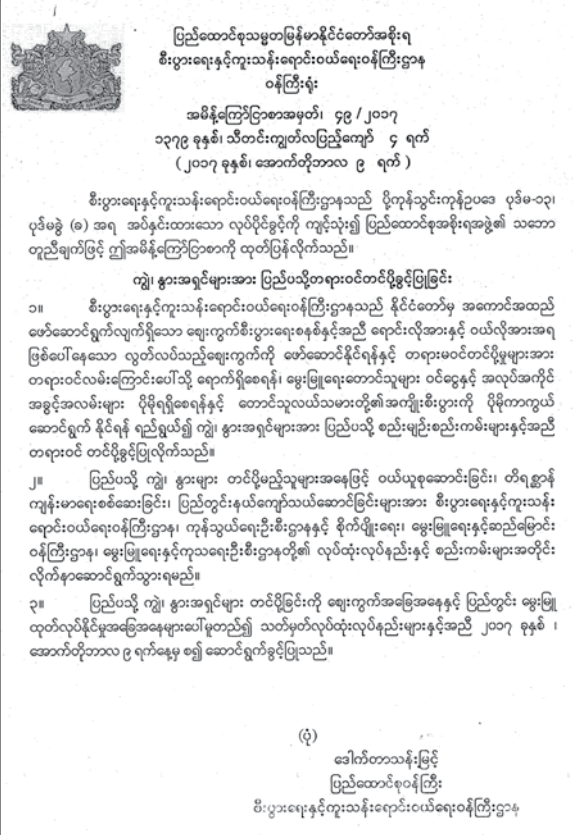 ပြည်ထောင်စုသမ္မတမြန်မာနိုင်ငံတော်အစိုးရ
စီးပွားရေးနှင့်ကူးသန်းရောင်းဝယ်ရေးဝန်ကြီးဌာန
ဝန်ကြီးရုံး
အမိန့်ကြော်ငြာစာအမှတ်၊ ၄၉/၂၀၁၇
၁၃၇၉ ခုနှစ်၊ သီတင်းကျွတ်လပြည့်ကျော် ၄ ရက်
(၂၀၁၇ ခုနှစ်၊ အောက်တိုဘာလ ၉ ရက်)
စီးပွားရေးနှင့်ကူးသန်းရောင်းဝယ်ရေးဝန်ကြီးဌာနသည် ပို့ကုန်သွင်းကုန်ဥပဒေ ပုဒ်မ-၁၃၊
ပုဒ်မခွဲ (ခ) အရ အပ်နှင်းထားသော လုပ်ပိုင်ခွင့်ကို ကျင့်သုံး၍ ပြည်ထောင်စုအစိုးရအဖွဲ့၏ သဘော
တူညီချက်ဖြင့် ဤအမိန့်ကြော်ငြာစာကို ထုတ်ပြန်လိုက်သည်။
ကျွဲ၊ နွားအရှင်များအား ပြည်ပသို့တရားဝင်တင်ပို့ခွင့်ပြုခြင်း
၁။ စီးပွားရေးနှင့်ကူးသန်းရောင်းဝယ်ရေးဝန်ကြီးဌာနသည် နိုင်ငံတော်မှ အကောင်အထည်
ဖော်ဆောင်ရွက်လျက်ရှိသော ဈေးကွက်စီးပွားရေးစနစ်နှင့်အညီ ရောင်းလိုအားနှင့် ဝယ်လိုအားအရ
ဖြစ်ပေါ်နေသော လွတ်လပ်သည့်ဈေးကွက်ကို ဖော်ဆောင်နိုင်ရန်နှင့် တရားမဝင်တင်ပို့မှုများအား
တရားဝင်လမ်းကြောင်းပေါ်သို့ ရောက်ရှိစေရန်၊ မွေးမြူရေးတောင်သူများ ဝင်ငွေနှင့် အလုပ်အကိုင်
အခွင့်အလမ်းများ ပိုမိုရရှိစေရန်နှင့် တောင်သူလယ်သမားတို့၏အကျိုးစီးပွားကို ပိုမိုကာကွယ်
ဆောင်ရွက် နိုင်ရန် ရည်ရွယ်၍ ကျွဲ၊ နွားအရှင်များအား ပြည်ပသို့ စည်းမျဉ်းစည်းကမ်းများနှင့်အညီ
တရားဝင် တင်ပို့ခွင့်ပြုလိုက်သည်။
၂။ ပြည်ပသို့ ကျွဲ၊ နွားများ တင်ပို့မည့်သူများအနေဖြင့် ဝယ်ယူစုဆောင်းခြင်း၊ တိရစ္ဆာန်
ကျန်းမာရေးစစ်ဆေးခြင်း၊ ပြည်တွင်းနယ်ကျော်သယ်ဆောင်ခြင်းများအား စီးပွားရေးနှင့်ကူးသန်း
ရောင်းဝယ်ရေးဝန်ကြီးဌာန၊ ကုန်သွယ်ရေးဦးစီးဌာနနှင့် စိုက်ပျိုးရေး၊ မွေးမြူရေးနှင့်ဆည်မြောင်း
ဝန်ကြီးဌာန၊ မွေးမြူရေးနှင့်ကုသရေးဦးစီးဌာနတို့၏ လုပ်ထုံးလုပ်နည်းနှင့် စည်းကမ်းများအတိုင်း
လိုက်နာဆောင်ရွက်သွားရမည်။
၃။ ပြည်ပသို့ ကျွဲ၊ နွားအရှင်များ တင်ပို့ခြင်းကို ဈေးကွက်အခြေအနေနှင့် ပြည်တွင်း မွေးမြူ
ထုတ်လုပ်နိုင်မှုအခြေအနေများပေါ်မူတည်၍ သတ်မှတ်လုပ်ထုံးလုပ်နည်းများနှင့်အညီ ၂၀၁၇ ခုနှစ် ၊
အောက်တိုဘာလ ၉ ရက်နေ့မှ စ၍ ဆောင်ရွက်ခွင့်ပြုသည်။
(ပုံ)
ဒေါက်တာသန်းမြင့်
ပြည်ထောင်စုဝန်ကြီး
စီးပွားရေးနှင့်ကူးသန်းရောင်းဝယ်ရေးဝန်ကြီးဌာန